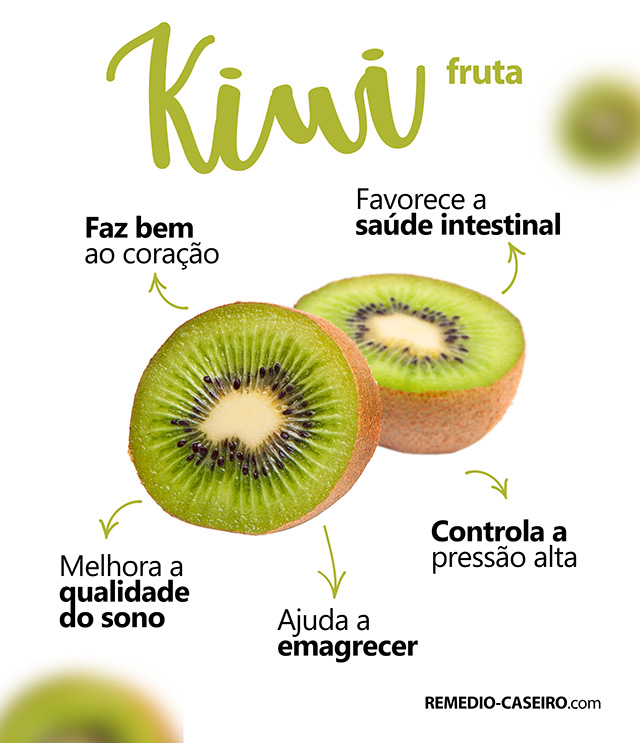 Kiwi fruta
Favorece a
saúde intestinal
Faz bem
ao coração
Controla a
pressão alta
Melhora a
qualidade
do sono
Ajuda a
emagrecer
REMEDIO-CASEIRO.com